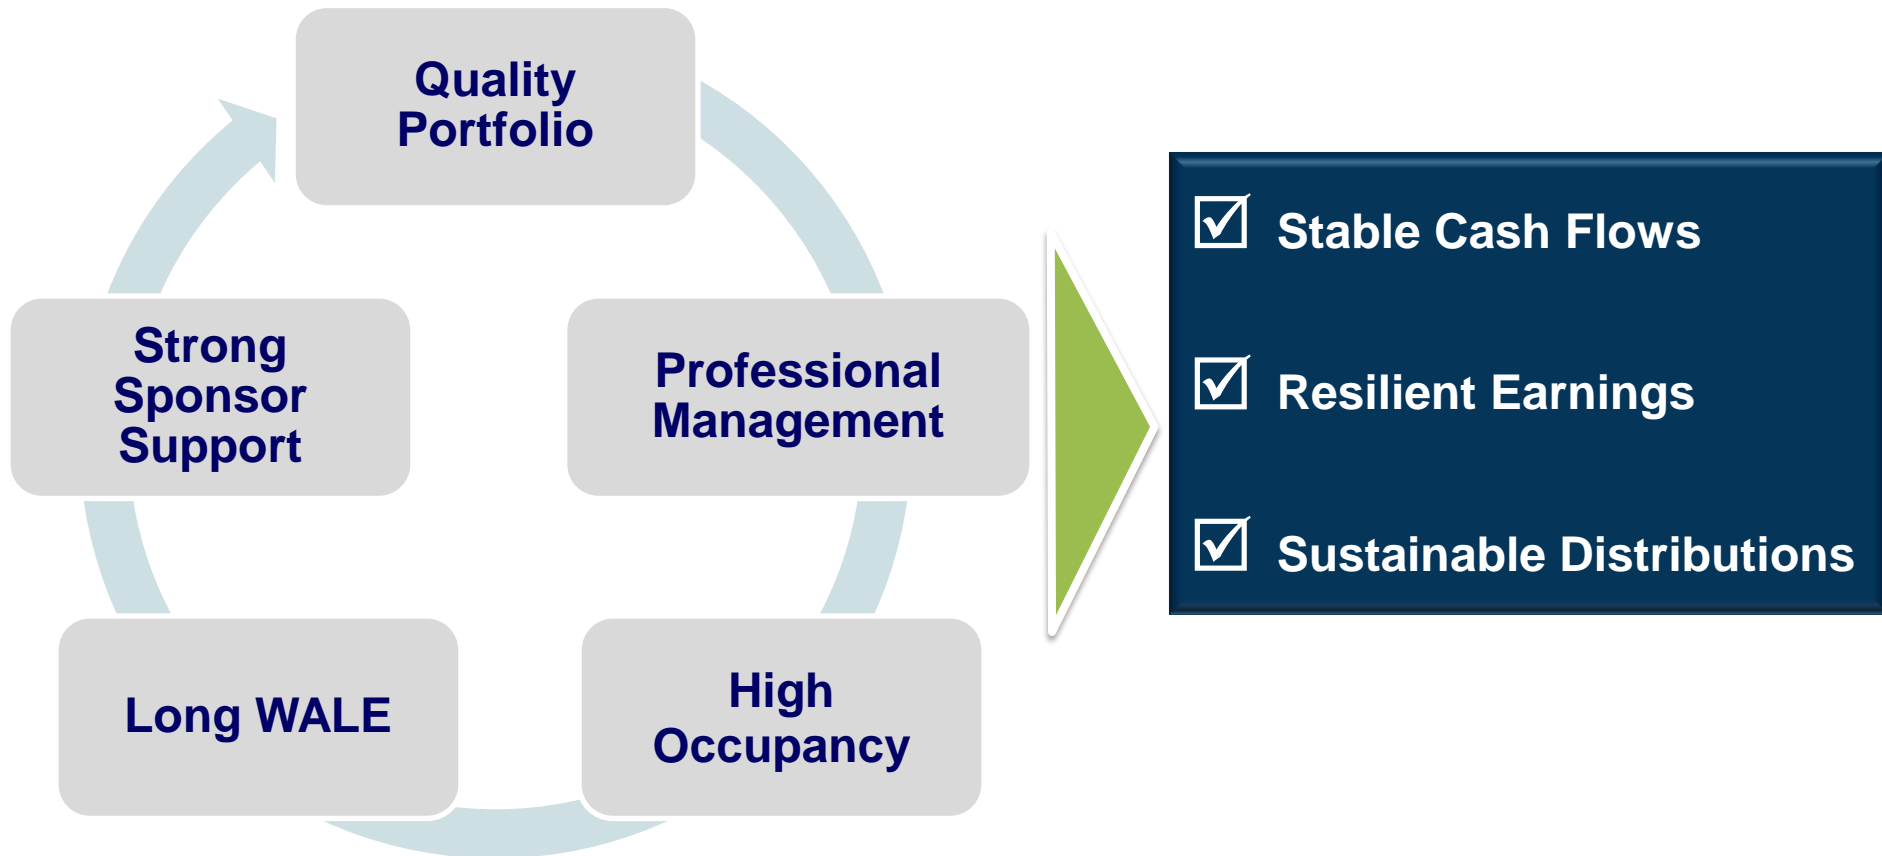 Quality
Portfolio
Professional
Management
High
Occupancy
Long WALE
Strong
Sponsor
Support
Stable Cash Flows
Resilient Earnings
Sustainable Distributions